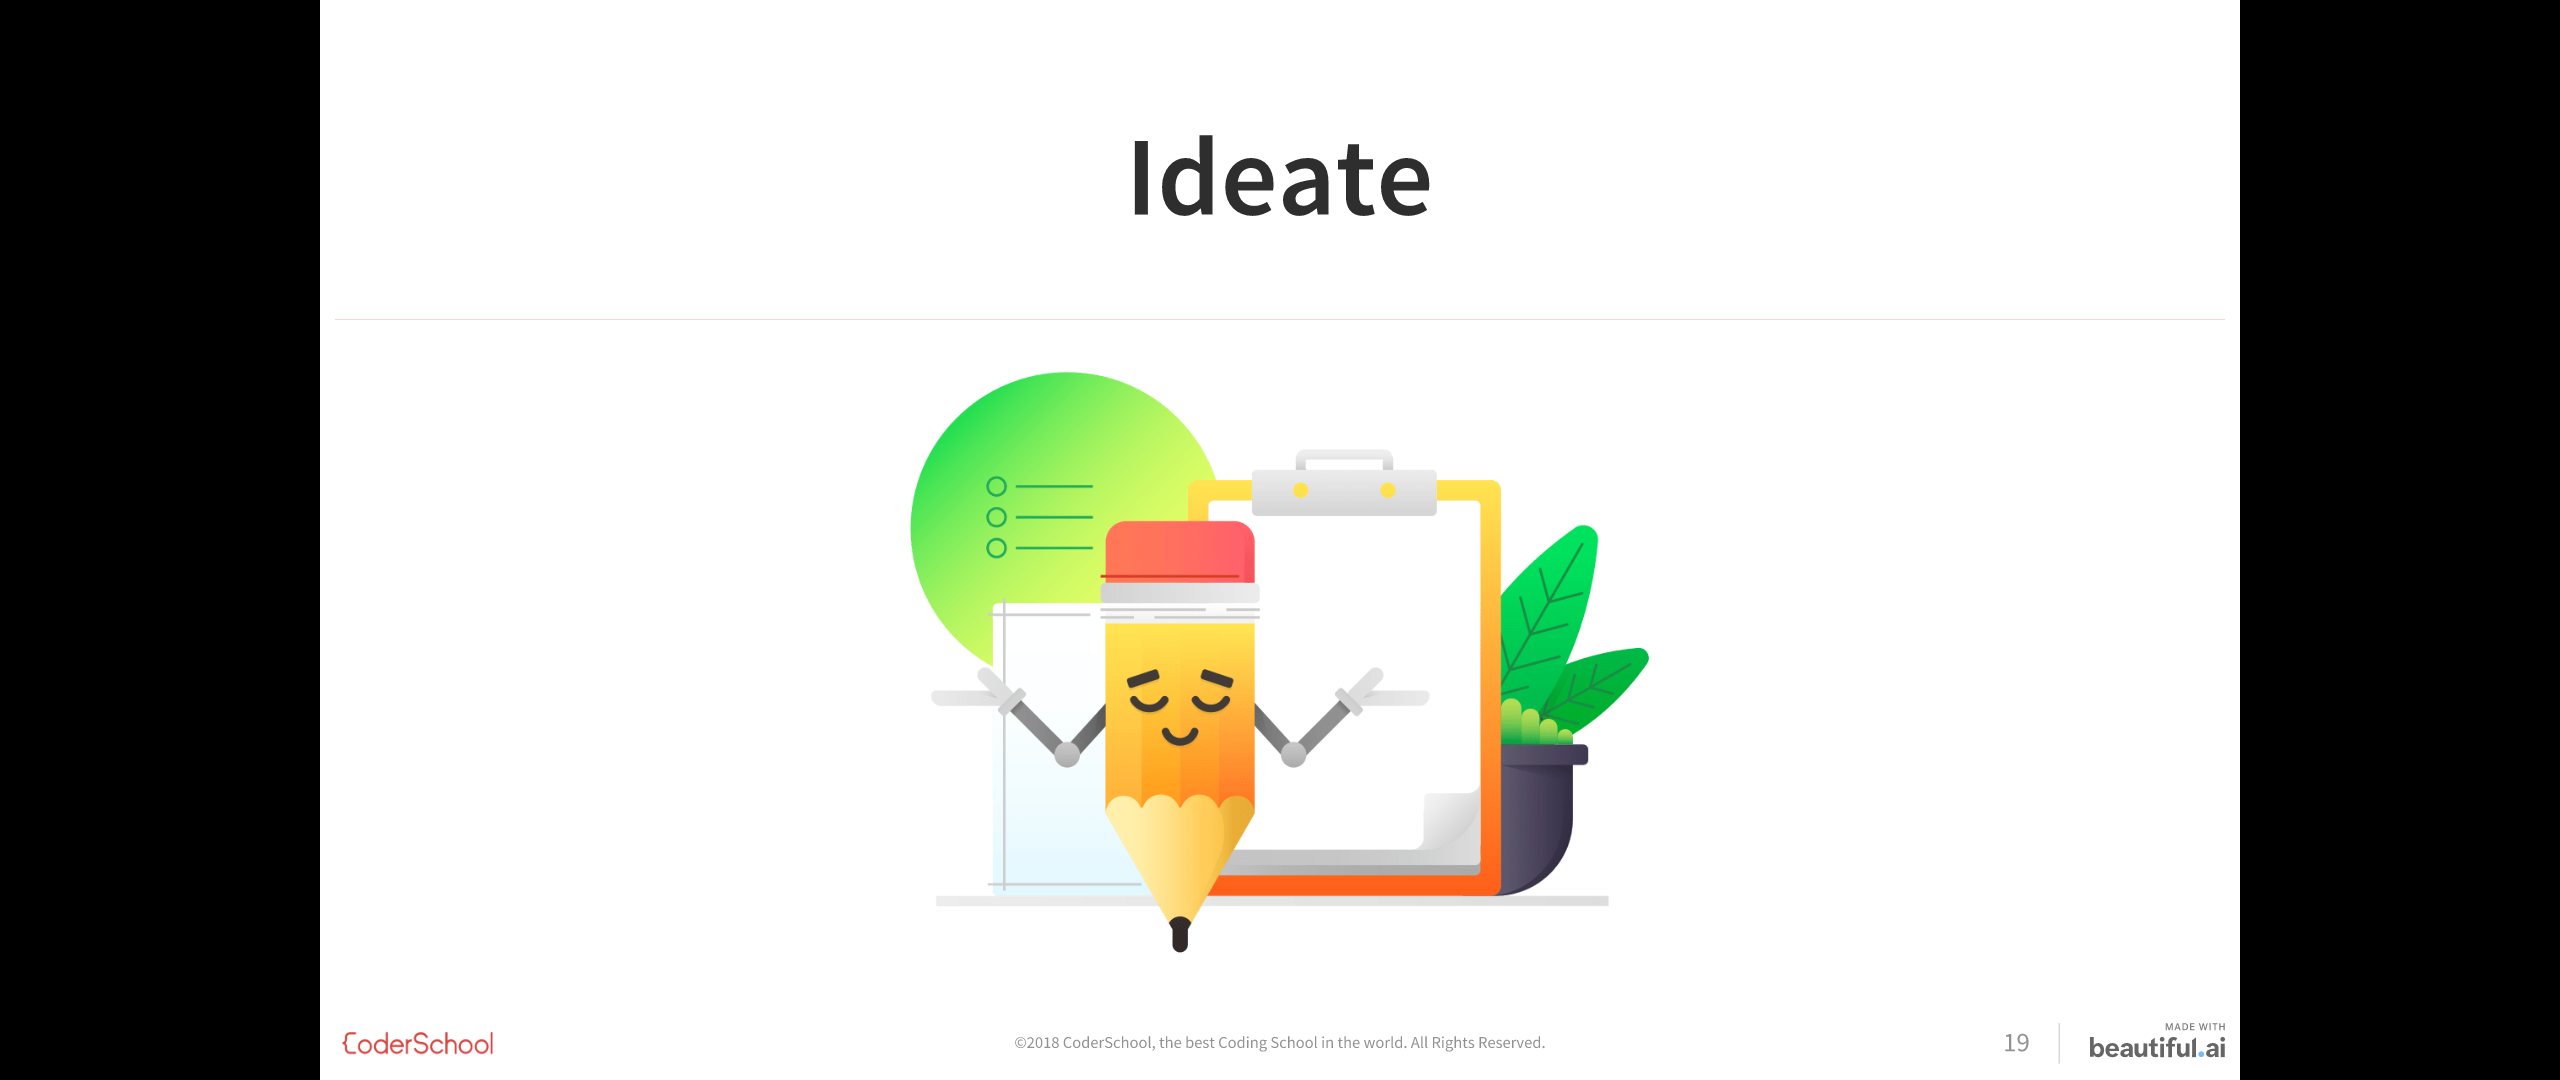 Ideate
CoderSchool
©2018 CoderSchool, the best Coding School in the world. All Rights Reserved.
19
MADE WITH
beautiful.ai